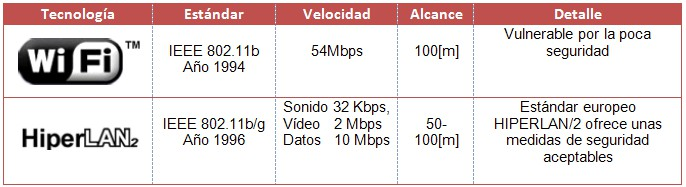 Tecnología Estándar Velocidad Alcance Detalle
WiFi™ IEEE 802.11b
Año 1994 54Mbps 100[m] Vulnerable por la poca
seguridad
HiperLAN2 IEEE 802.11b/g
Año 1996 Sonido 32 Kbps,
Vídeo 2 Mbps
Datos 10 Mbps 50-
100[m] Estándar europeo
HIPERLAN/2 ofrece unas
medidas de seguridad
aceptables